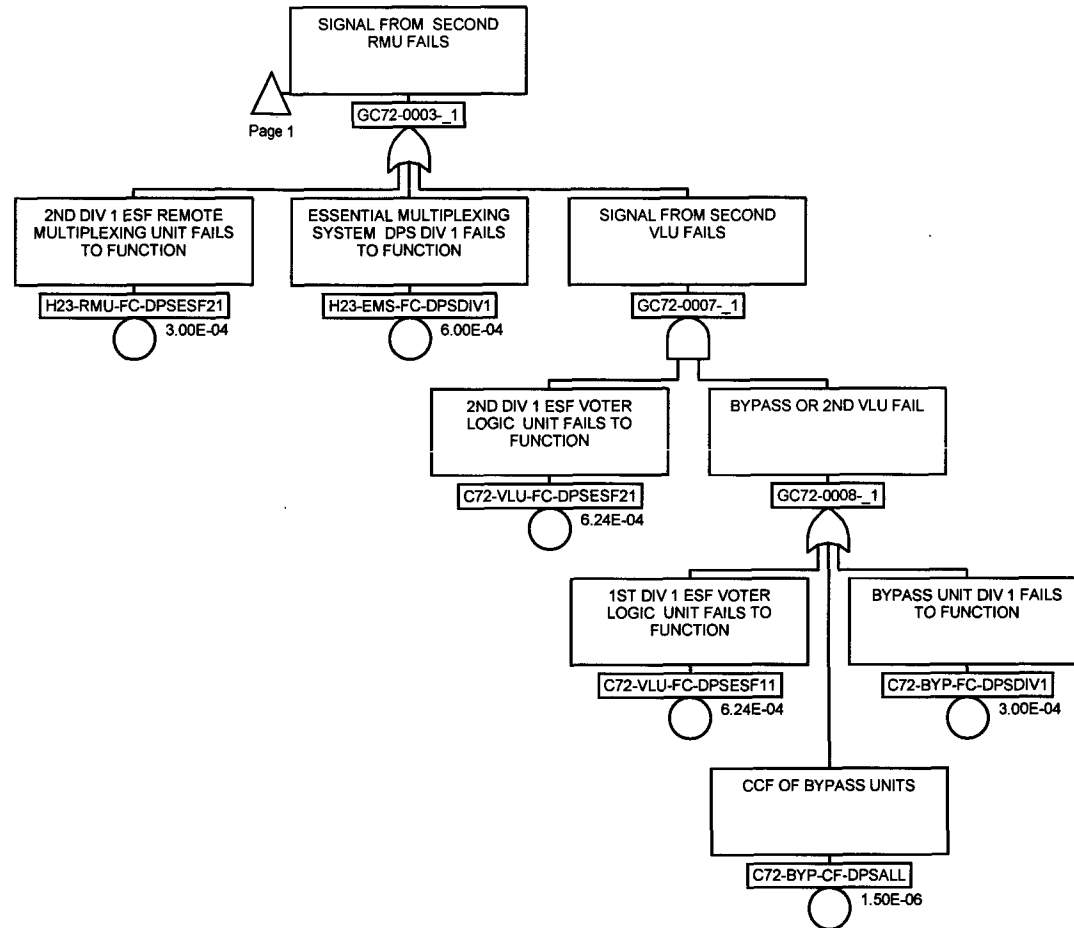 SIGNAL FROM SECOND
RMU FAILS
Page 1
GC72-0003-_1
2ND DIV 1 ESF REMOTE
MULTIPLEXING UNIT FAILS
TO FUNCTION
H23-RMU-FC-DPSESF21
3.00E-04
ESSENTIAL MULTIPLEXING
SYSTEM DPS DIV 1 FAILS
TO FUNCTION
H23-EMS-FC-DPSDIV1
6.00E-04
SIGNAL FROM SECOND
VLU FAILS
GC72-0007-_1
2ND DIV 1 ESF VOTER
LOGIC UNIT FAILS TO
FUNCTION
C72-VLU-FC-DPSESF21
6.24E-04
BYPASS OR 2ND VLU FAIL
GC72-0008-_1
1ST DIV 1 ESF VOTER
LOGIC UNIT FAILS TO
FUNCTION
C72-VLU-FC-DPSESF11
6.24E-04
BYPASS UNIT DIV 1 FAILS
TO FUNCTION
C72-BYP-FC-DPSDIV1
3.00E-04
CCF OF BYPASS UNITS
C72-BYP-CF-DPSALL
1.50E-06